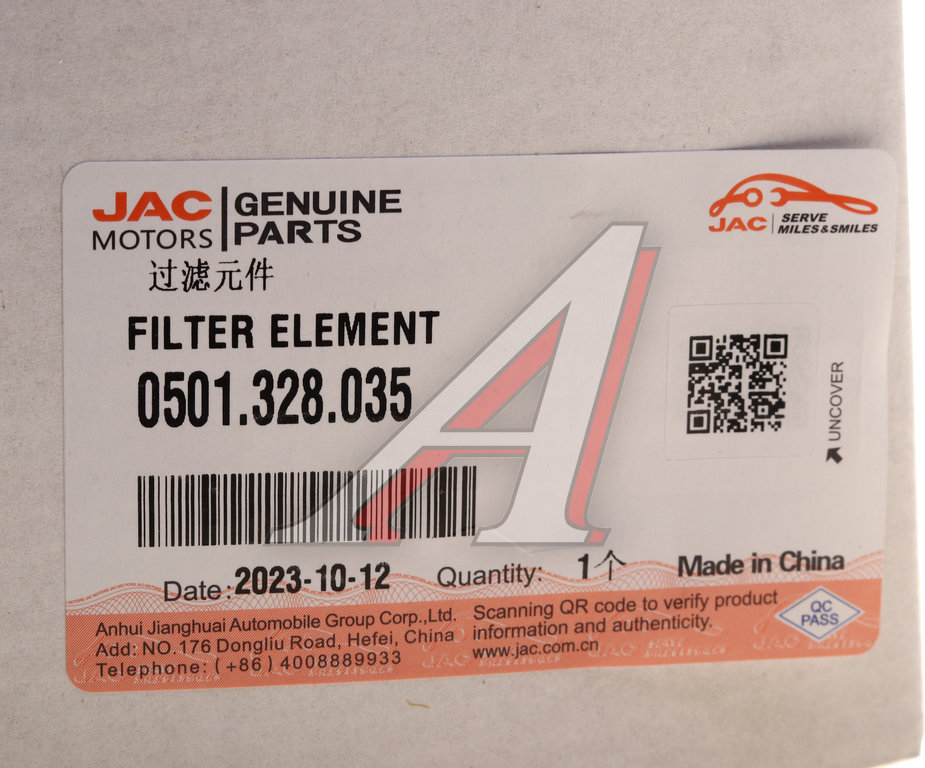 JAC
MOTORS
GENUINE
PARTS
JAC
SERVE
MILES&SMILES
过滤元件
FILTER ELEMENT
0501.328.035
UNCOVER
A
Date: 2023-10-12
Quantity: 1个
Made in China
Anhui Jianghuai Automobile Group Corp.,Ltd.
Add: NO.176 Dongliu Road, Hefei, China
Telephone: (+86) 4008889933
Scanning QR code to verify product
information and authenticity.
www.jac.com.cn
QC
PASS